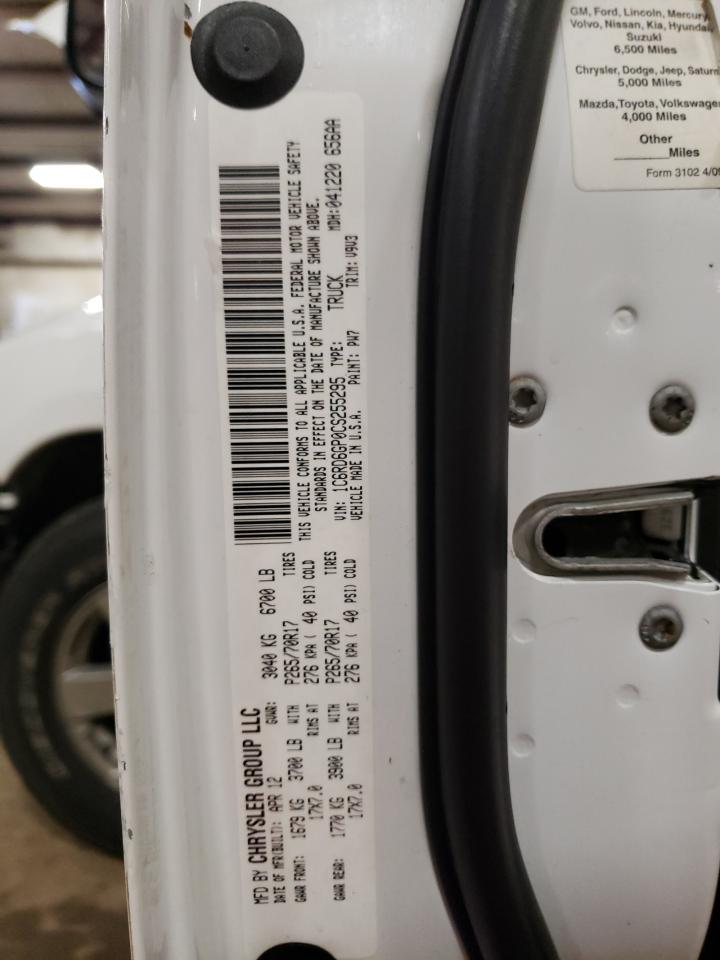 MFD BY CHRYSLER GROUP LLC
DATE OF MFR(BUILT): APR 12 GVWR: 3040 KG 6700 LB
GAWR FRONT: 1679 KG 3700 LB WITH P265/70R17 TIRES
17X7.0 RIMS AT 276 KPA ( 40 PSI) COLD
GAWR REAR: 1770 KG 3900 LB WITH P265/70R17 TIRES
17X7.0 RIMS AT 276 KPA ( 40 PSI) COLD
THIS VEHICLE CONFORMS TO ALL APPLICABLE U.S.A. FEDERAL MOTOR VEHICLE SAFETY
STANDARDS IN EFFECT ON THE DATE OF MANUFACTURE SHOWN ABOVE.
VIN: 1C6RD6GP0CS255295 TYPE: TRUCK MDH:041220 656AA
VEHICLE MADE IN U.S.A. PAINT: PW7 TRIM: V9V3
GM, Ford, Lincoln, Mercury
Volvo, Nissan, Kia, Hyundai
Suzuki
6,500 Miles
Chrysler, Dodge, Jeep, Saturn
5,000 Miles
Mazda,Toyota, Volkswagen
4,000 Miles
Other
______Miles
Form 3102 4/09